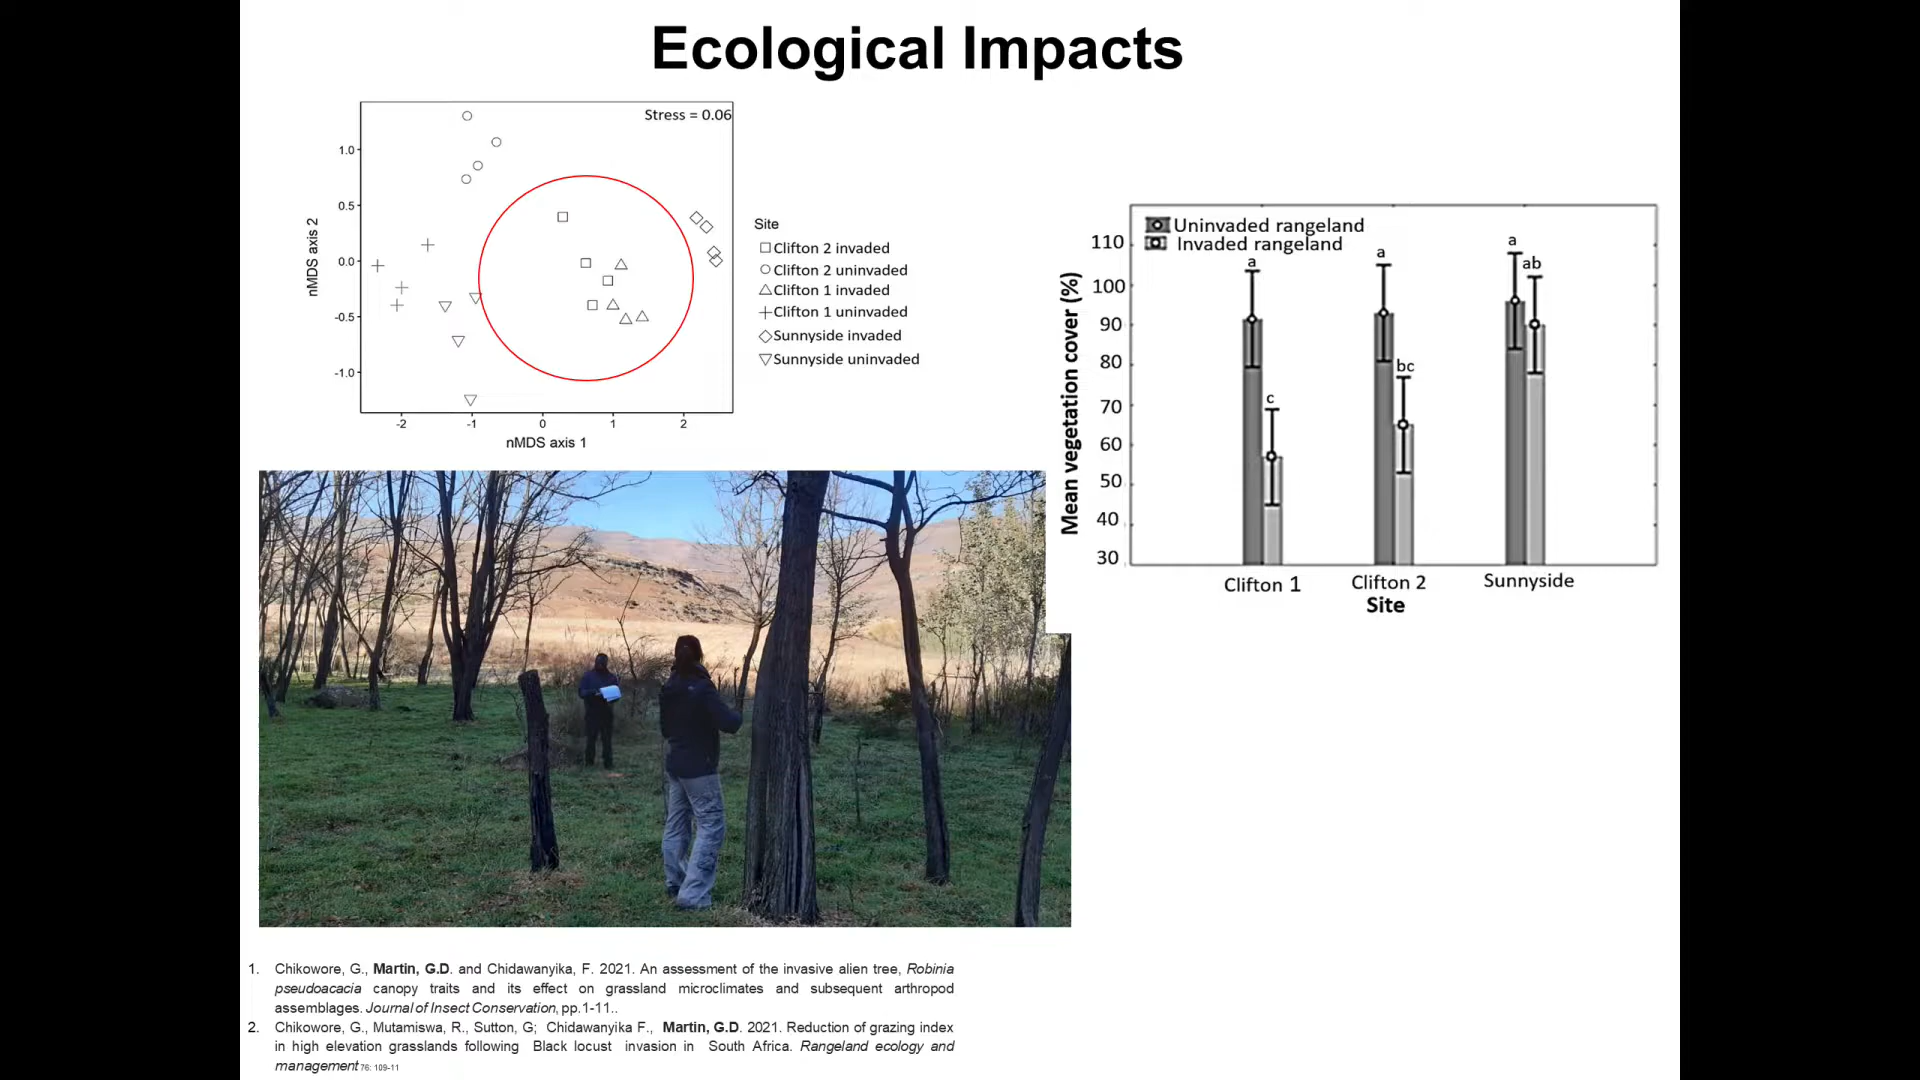 Ecological Impacts
Stress = 0.06
1.0
0.5
0.0
-0.5
-1.0
nMDS axis 2
-2
-1
0
1
2
nMDS axis 1
Site
Clifton 2 invaded
Clifton 2 uninvaded
Clifton 1 invaded
Clifton 1 uninvaded
Sunnyside invaded
Sunnyside uninvaded
Uninvaded rangeland
Invaded rangeland
Mean vegetation cover (%)
110
100
90
80
70
60
50
40
30
a
c
a
bc
a
ab
Clifton 1
Clifton 2
Sunnyside
Site
1. Chikowore, G., Martin, G.D. and Chidawanyika, F. 2021. An assessment of the invasive alien tree, Robinia
pseudoacacia canopy traits and its effect on grassland microclimates and subsequent arthropod
assemblages. Journal of Insect Conservation, pp.1-11..
2. Chikowore, G., Mutamiswa, R., Sutton, G; Chidawanyika F., Martin, G.D. 2021. Reduction of grazing index
in high elevation grasslands following Black locust invasion in South Africa. Rangeland ecology and
management 76: 109-11